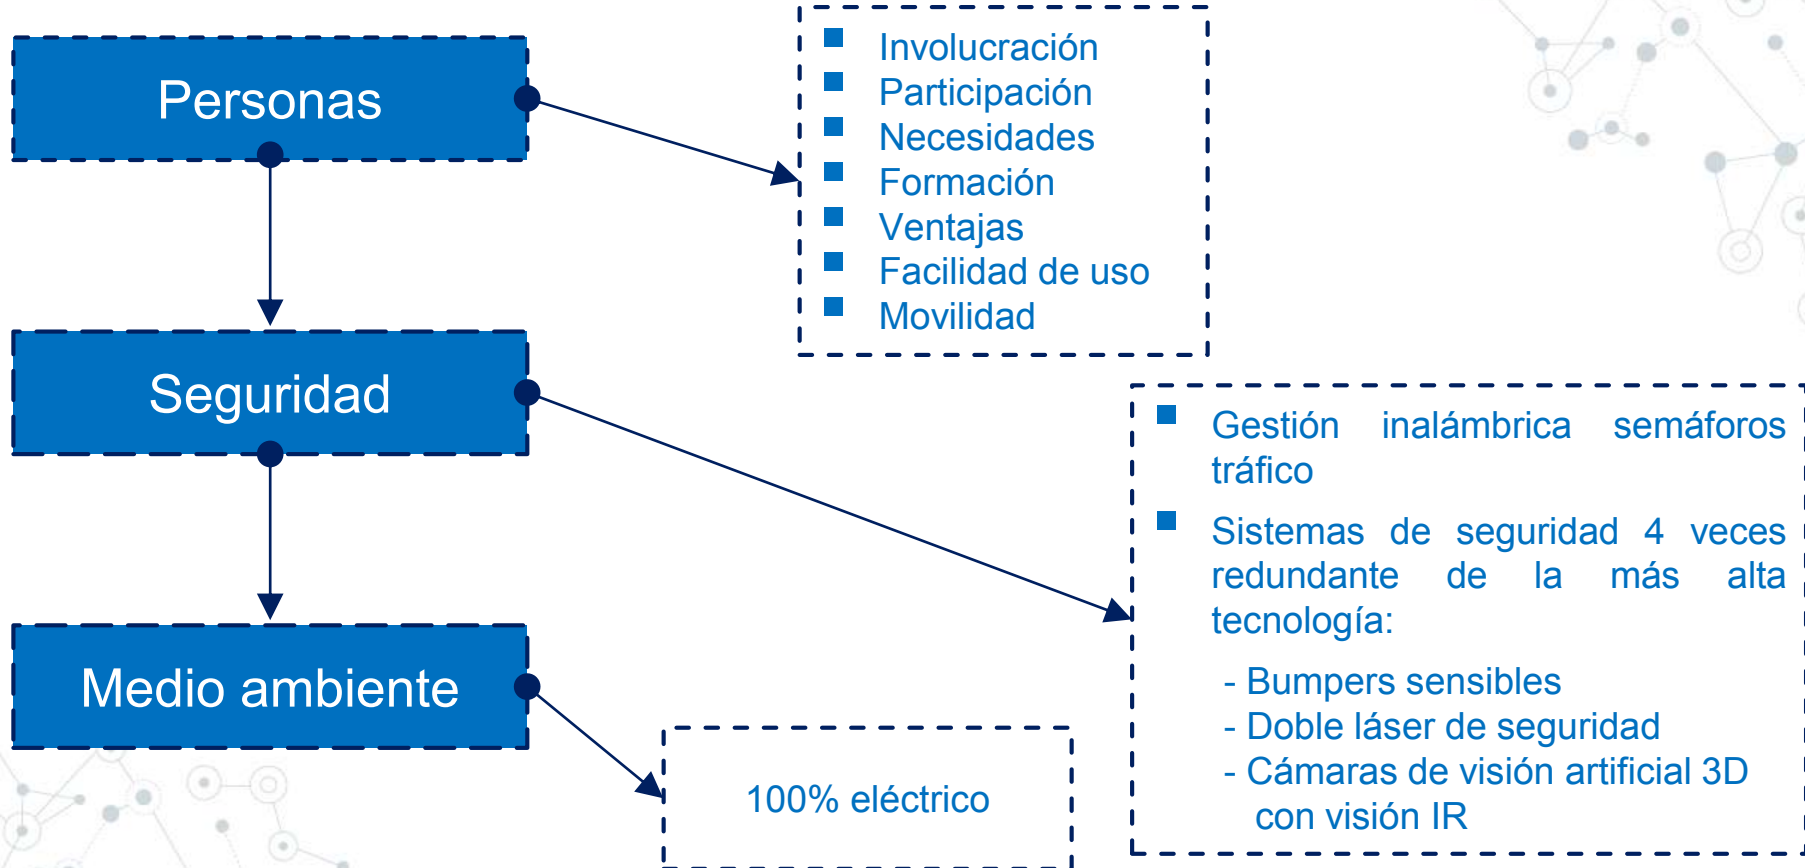 Personas
Involucración
Participación
Necesidades
Formación
Ventajas
Facilidad de uso
Movilidad
Seguridad
Gestión inalámbrica semáforos
tráfico
Sistemas de seguridad 4 veces
redundante de la más alta
tecnología:
- Bumpers sensibles
- Doble láser de seguridad
- Cámaras de visión artificial 3D
con visión IR
Medio ambiente
100% eléctrico